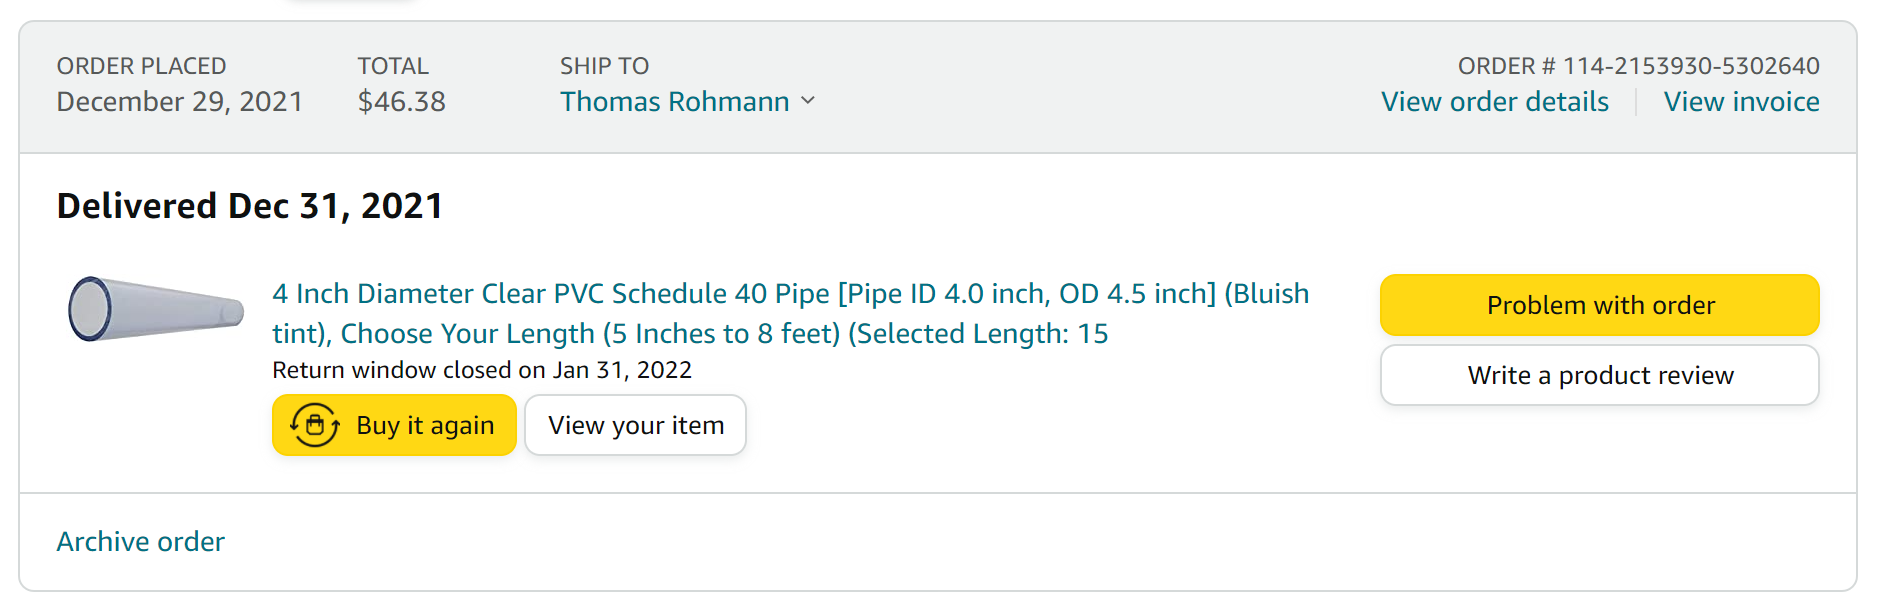 ORDER PLACED
December 29, 2021
TOTAL
$46.38
SHIP TO
Thomas Rohmann
ORDER # 114-2153930-5302640
View order details
View invoice
Delivered Dec 31, 2021
4 Inch Diameter Clear PVC Schedule 40 Pipe [Pipe ID 4.0 inch, OD 4.5 inch] (Bluish
tint), Choose Your Length (5 Inches to 8 feet) (Selected Length: 15
Return window closed on Jan 31, 2022
Buy it again
View your item
Problem with order
Write a product review
Archive order